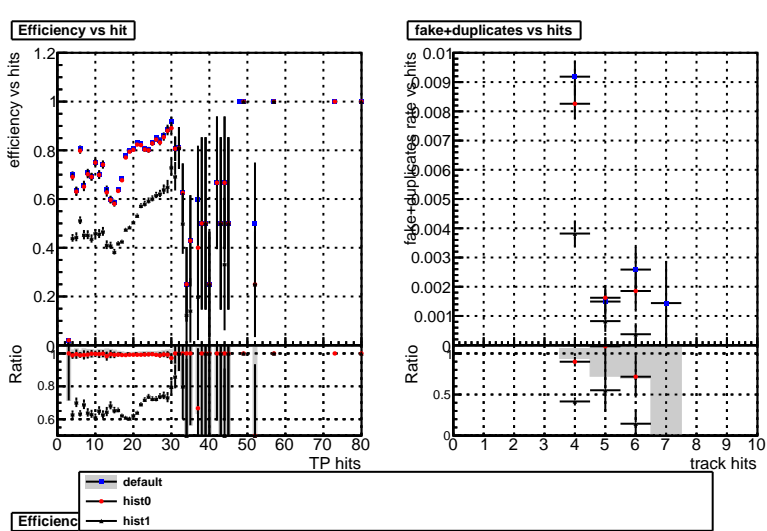 Efficiency vs hit
fake+duplicates vs hits
efficiency vs hits
1.2
1
0.8
0.6
0.4
0.2
0
Ratio
1
0.8
0.6
0 10 20 30 40 50 60 70 80
TP hits
fake+duplicates rate vs hits
0.01
0.009
0.008
0.007
0.006
0.005
0.004
0.003
0.002
0.001
0
Ratio
1
0.5
0
0 1 2 3 4 5 6 7 8 9 10
track hits
default
hist0
hist1
Efficienc